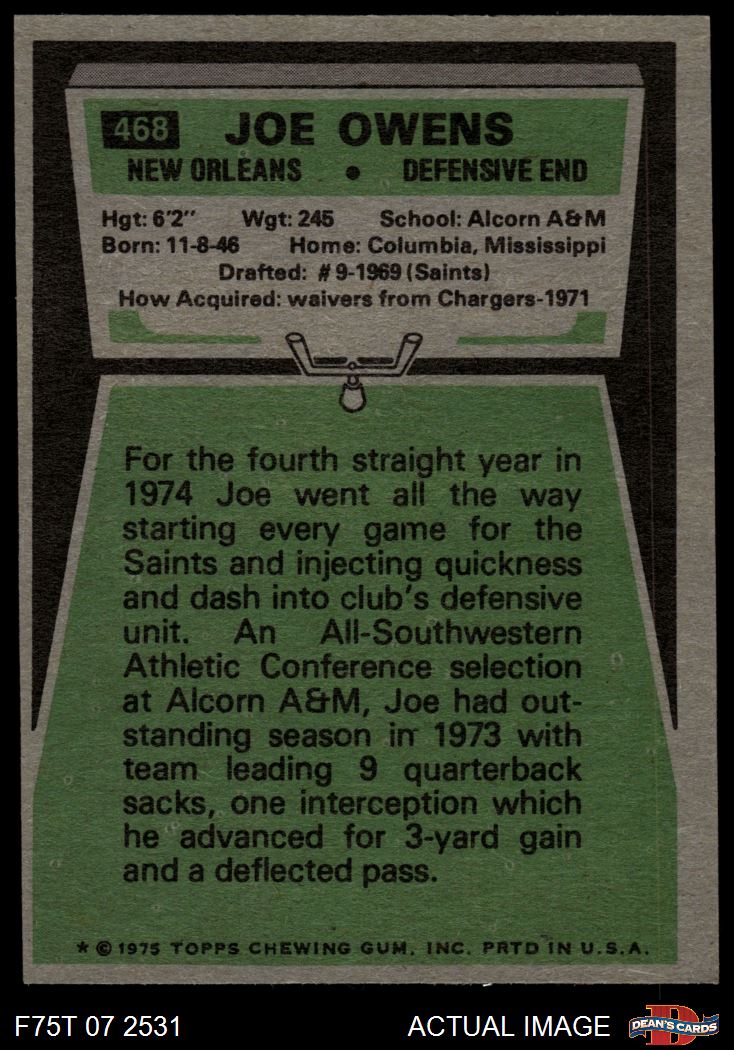 468 JOE OWENS
NEW ORLEANS • DEFENSIVE END
Hgt: 6'2" Wgt: 245 School: Alcorn A&M
Born: 11-8-46 Home: Columbia, Mississippi
Drafted: #9-1969 (Saints)
How Acquired: waivers from Chargers-1971
For the fourth straight year in
1974 Joe went all the way
starting every game for the
Saints and injecting quickness
and dash into club's defensive
unit. An All-Southwestern
Athletic Conference selection
at Alcorn A&M, Joe had out-
standing season in 1973 with
team leading 9 quarterback
sacks, one interception which
he advanced for 3-yard gain
and a deflected pass.
* © 1975 TOPPS CHEWING GUM, INC. PRTD IN U.S.A.
F75T 07 2531 ACTUAL IMAGE D DEAN'S CARDS